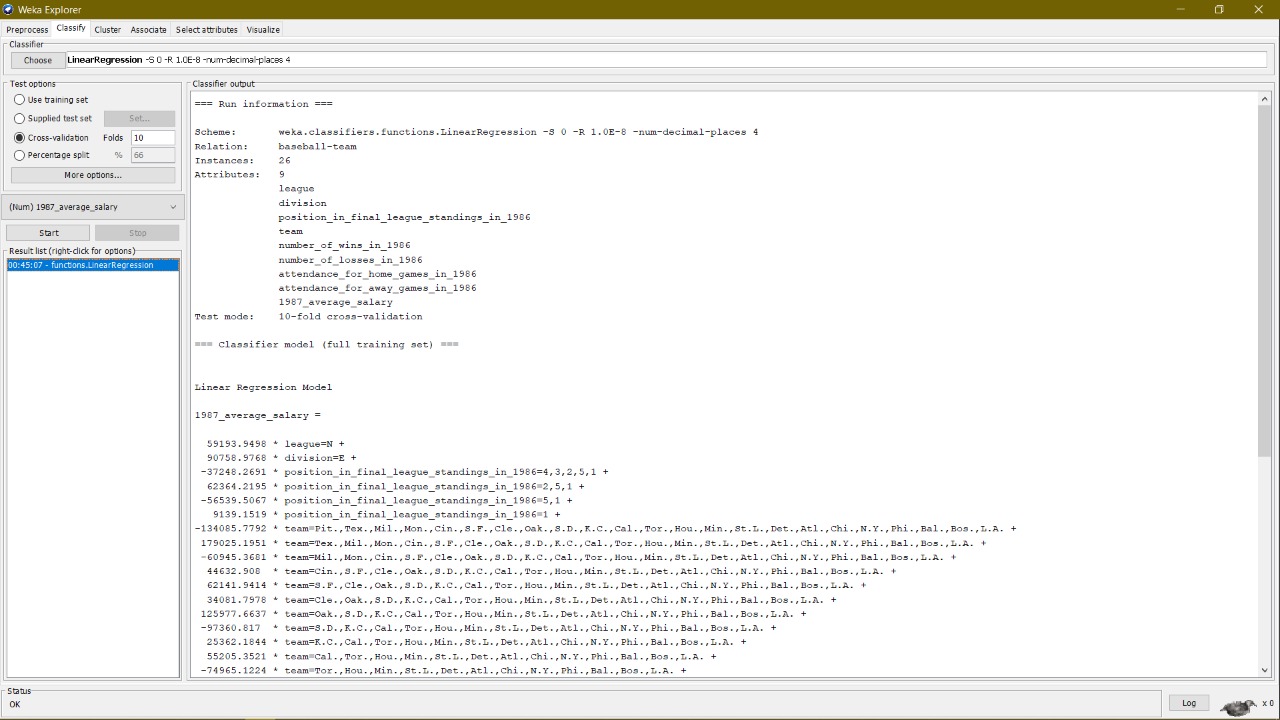 Weka Explorer
Preprocess Classify Cluster Associate Select attributes Visualize
Classifier
Choose LinearRegression -S 0 -R 1.0E-8 -num-decimal-places 4
Test options
Use training set
Supplied test set Set...
Cross-validation Folds 10
Percentage split % 66
More options...
(Num) 1987_average_salary
Start Stop
Result list (right-click for options)
00:45:07 - functions.LinearRegression
Classifier output
=== Run information ===
Scheme: weka.classifiers.functions.LinearRegression -S 0 -R 1.0E-8 -num-decimal-places 4
Relation: baseball-team
Instances: 26
Attributes: 9
league
division
position_in_final_league_standings_in_1986
team
number_of_wins_in_1986
number_of_losses_in_1986
attendance_for_home_games_in_1986
attendance_for_away_games_in_1986
1987_average_salary
Test mode: 10-fold cross-validation
=== Classifier model (full training set) ===
Linear Regression Model
1987_average_salary =
59193.9498 * league=N +
90758.9768 * division=E +
-37248.2691 * position_in_final_league_standings_in_1986=4,3,2,5,1 +
62364.2195 * position_in_final_league_standings_in_1986=2,5,1 +
-56539.5067 * position_in_final_league_standings_in_1986=5,1 +
9139.1519 * position_in_final_league_standings_in_1986=1 +
-134085.7792 * team=Pit.,Tex.,Mil.,Mon.,Cin.,S.F.,Cle.,Oak.,S.D.,K.C.,Cal.,Tor.,Hou.,Min.,St.L.,Det.,Atl.,Chi.,N.Y.,Phi.,Bal.,Bos.,L.A. +
179025.1951 * team=Tex.,Mil.,Mon.,Cin.,S.F.,Cle.,Oak.,S.D.,K.C.,Cal.,Tor.,Hou.,Min.,St.L.,Det.,Atl.,Chi.,N.Y.,Phi.,Bal.,Bos.,L.A. +
-60945.3681 * team=Mil.,Mon.,Cin.,S.F.,Cle.,Oak.,S.D.,K.C.,Cal.,Tor.,Hou.,Min.,St.L.,Det.,Atl.,Chi.,N.Y.,Phi.,Bal.,Bos.,L.A. +
44632.908 * team=Cin.,S.F.,Cle.,Oak.,S.D.,K.C.,Cal.,Tor.,Hou.,Min.,St.L.,Det.,Atl.,Chi.,N.Y.,Phi.,Bal.,Bos.,L.A. +
62141.9414 * team=S.F.,Cle.,Oak.,S.D.,K.C.,Cal.,Tor.,Hou.,Min.,St.L.,Det.,Atl.,Chi.,N.Y.,Phi.,Bal.,Bos.,L.A. +
34081.7978 * team=Cle.,Oak.,S.D.,K.C.,Cal.,Tor.,Hou.,Min.,St.L.,Det.,Atl.,Chi.,N.Y.,Phi.,Bal.,Bos.,L.A. +
125977.6637 * team=Oak.,S.D.,K.C.,Cal.,Tor.,Hou.,Min.,St.L.,Det.,Atl.,Chi.,N.Y.,Phi.,Bal.,Bos.,L.A. +
-97360.817 * team=S.D.,K.C.,Cal.,Tor.,Hou.,Min.,St.L.,Det.,Atl.,Chi.,N.Y.,Phi.,Bal.,Bos.,L.A. +
25362.1844 * team=K.C.,Cal.,Tor.,Hou.,Min.,St.L.,Det.,Atl.,Chi.,N.Y.,Phi.,Bal.,Bos.,L.A. +
55205.3521 * team=Cal.,Tor.,Hou.,Min.,St.L.,Det.,Atl.,Chi.,N.Y.,Phi.,Bal.,Bos.,L.A. +
-74965.1224 * team=Tor.,Hou.,Min.,St.L.,Det.,Atl.,Chi.,N.Y.,Phi.,Bal.,Bos.,L.A. +
Status
OK Log x 0